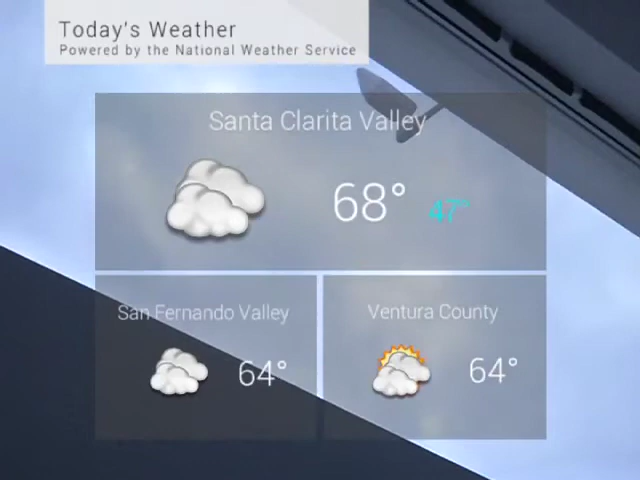 Today's Weather
Powered by the National Weather Service
Santa Clarita Valley
68° 47°
San Fernando Valley
64°
Ventura County
64°